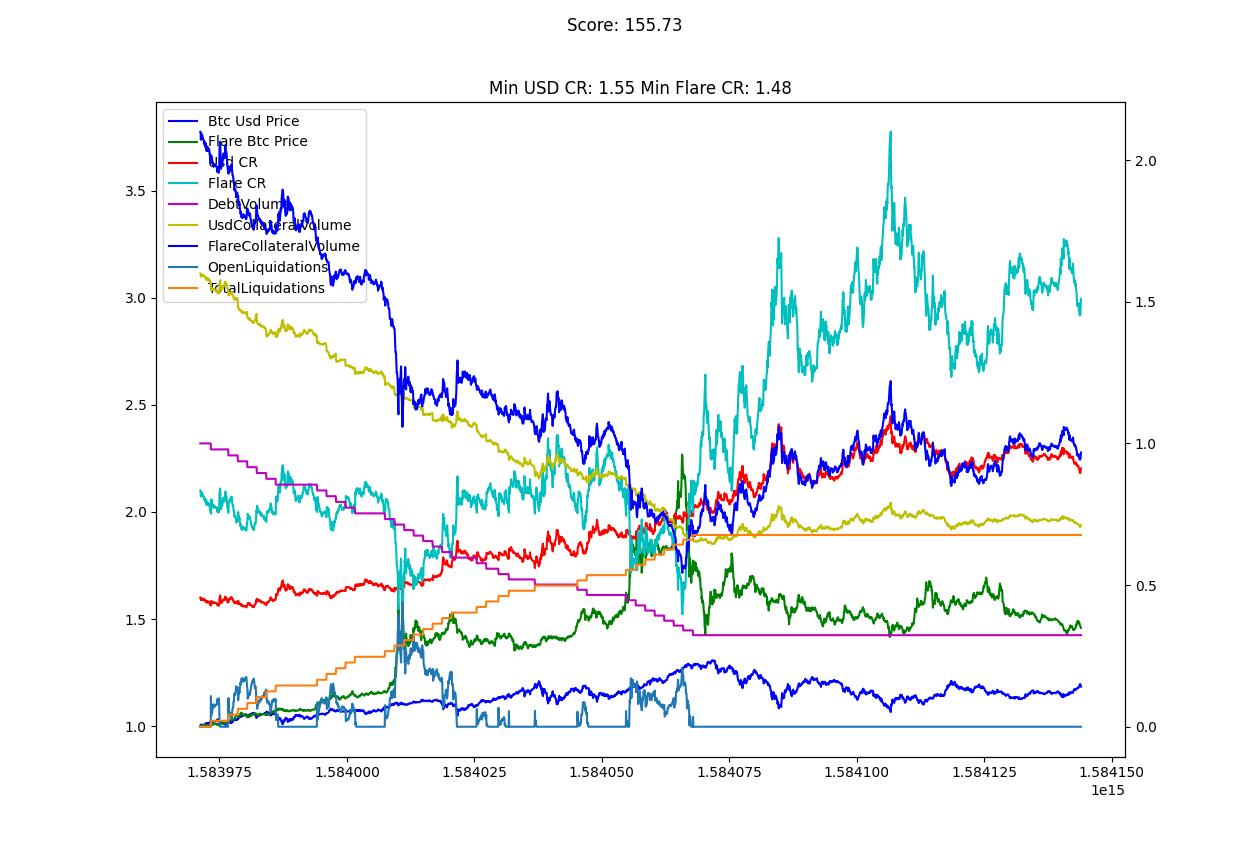 Score: 155.73
Min USD CR: 1.55 Min Flare CR: 1.48
Btc Usd Price
Flare Btc Price
Usd CR
Flare CR
DebtVolume
UsdCollateralVolume
FlareCollateralVolume
OpenLiquidations
TotalLiquidations
3.5
3.0
2.5
2.0
1.5
1.0
2.0
1.5
1.0
0.5
0.0
1.583975 1.584000 1.584025 1.584050 1.584075 1.584100 1.584125 1.584150
1e15